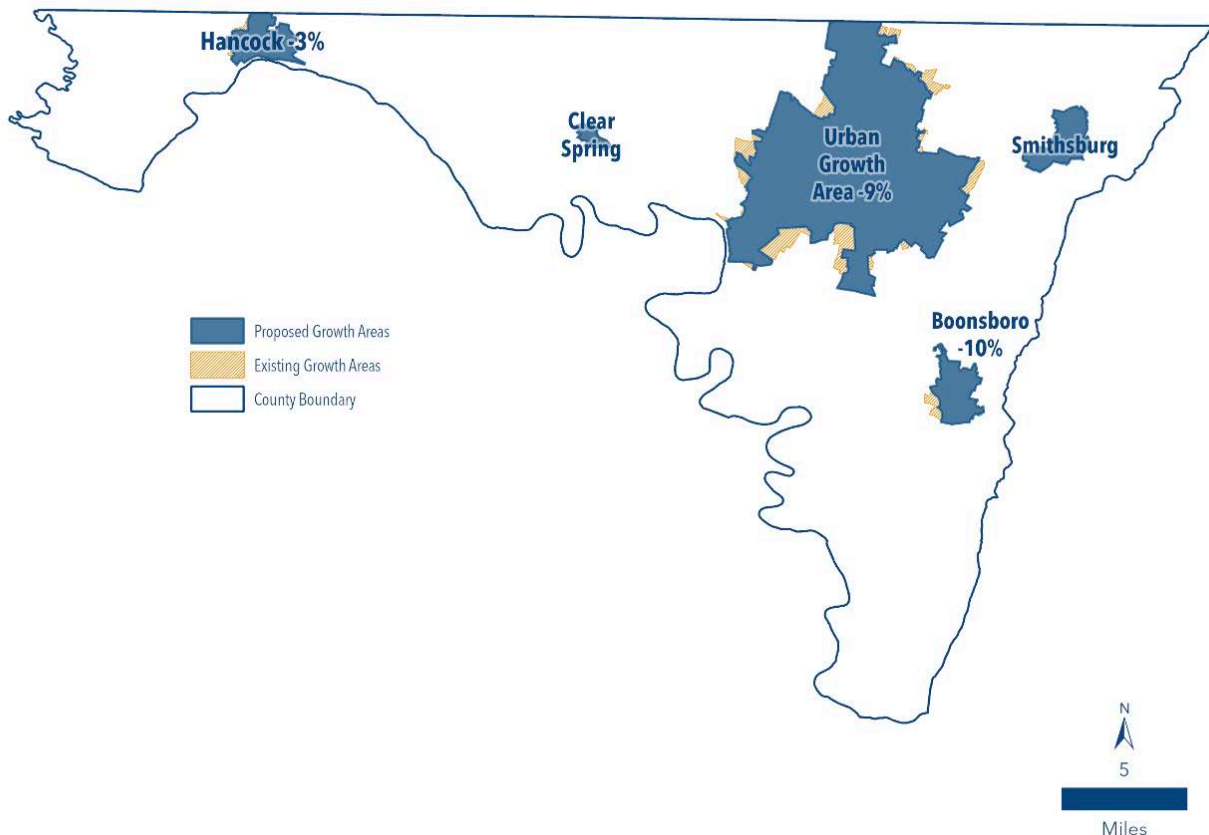 Hancock -3%
Clear
Spring
Urban
Growth
Area -9%
Smithsburg
Boonsboro
-10%
Proposed Growth Areas
Existing Growth Areas
County Boundary
N
5
Miles